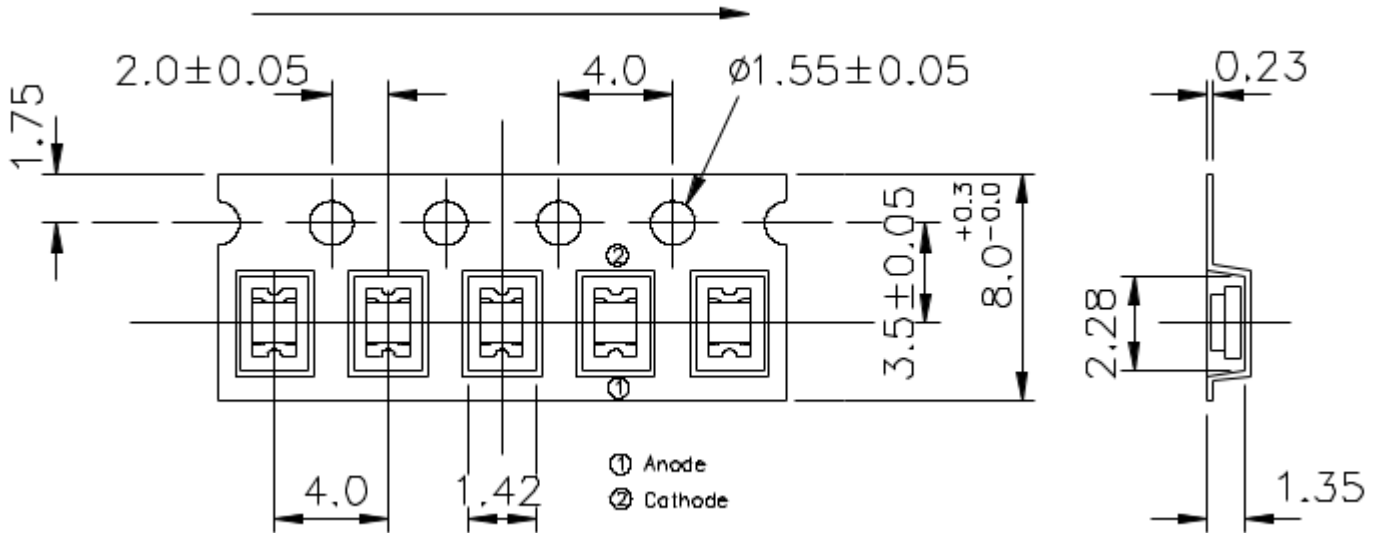 2.0±0.05
4.0
ø1.55±0.05
0.23
1.75
3.5±0.05
8.0 +0.3 -0.0
②
①
2.28
① Anode
② Cathode
4.0
1.42
1.35